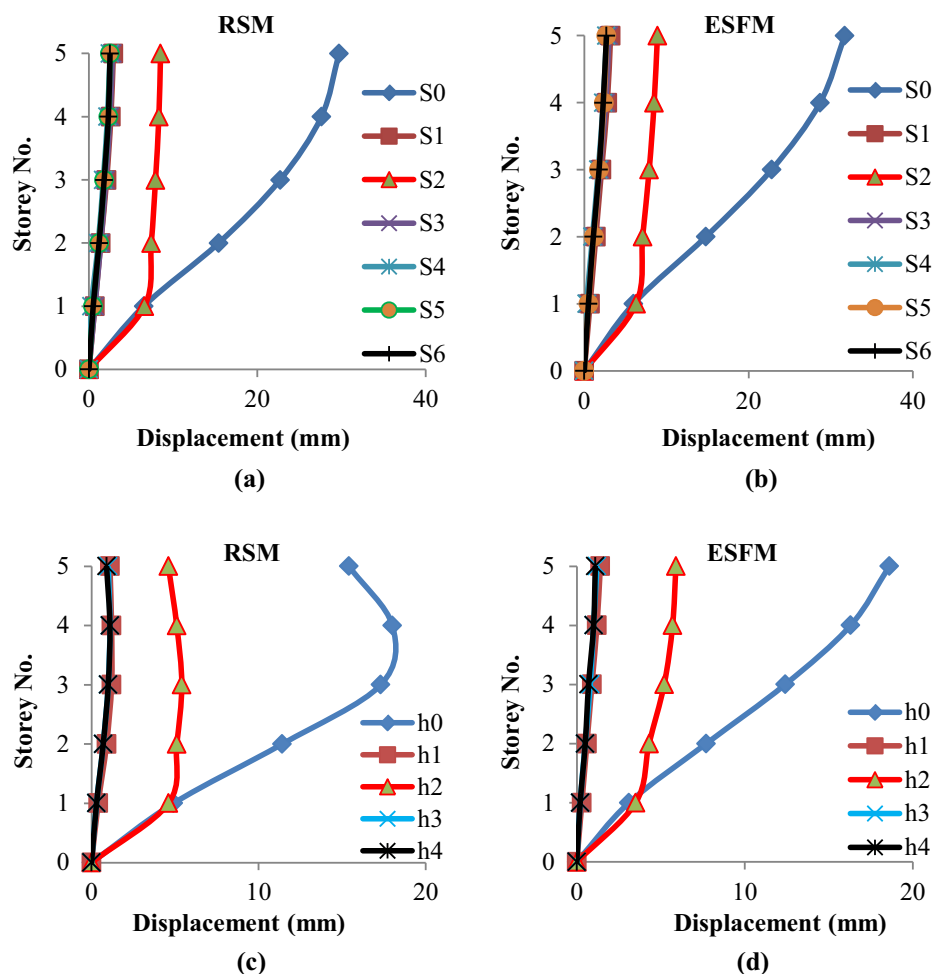 RSM
5
4
3
2
1
0
Storey No.
0
20
40
Displacement (mm)
S0
S1
S2
S3
S4
S5
S6
(a)
ESFM
5
4
3
2
1
0
Storey No.
0
20
40
Displacement (mm)
S0
S1
S2
S3
S4
S5
S6
(b)
RSM
5
4
3
2
1
0
Storey No.
0
10
20
Displacement (mm)
h0
h1
h2
h3
h4
(c)
ESFM
5
4
3
2
1
0
Storey No.
0
10
20
Displacement (mm)
h0
h1
h2
h3
h4
(d)